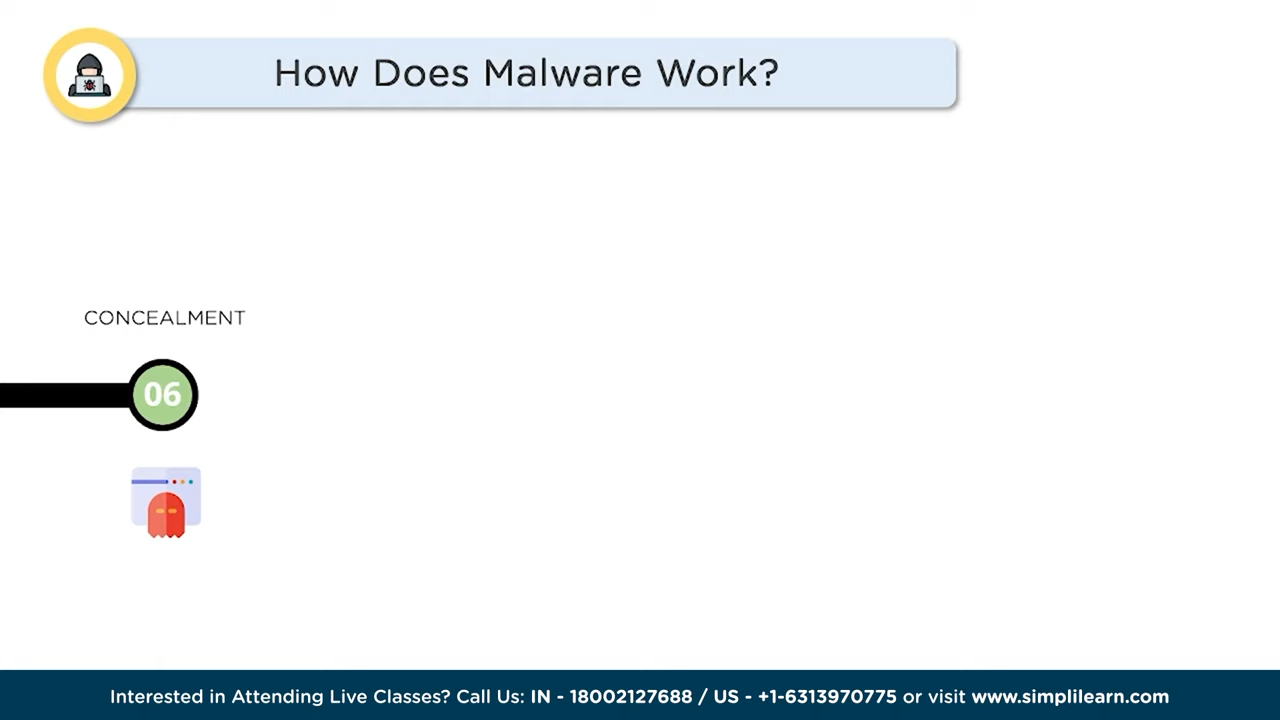 How Does Malware Work?
CONCEALMENT
06
Interested in Attending Live Classes? Call Us: IN - 18002127688 / US - +1-6313970775 or visit www.simplilearn.com